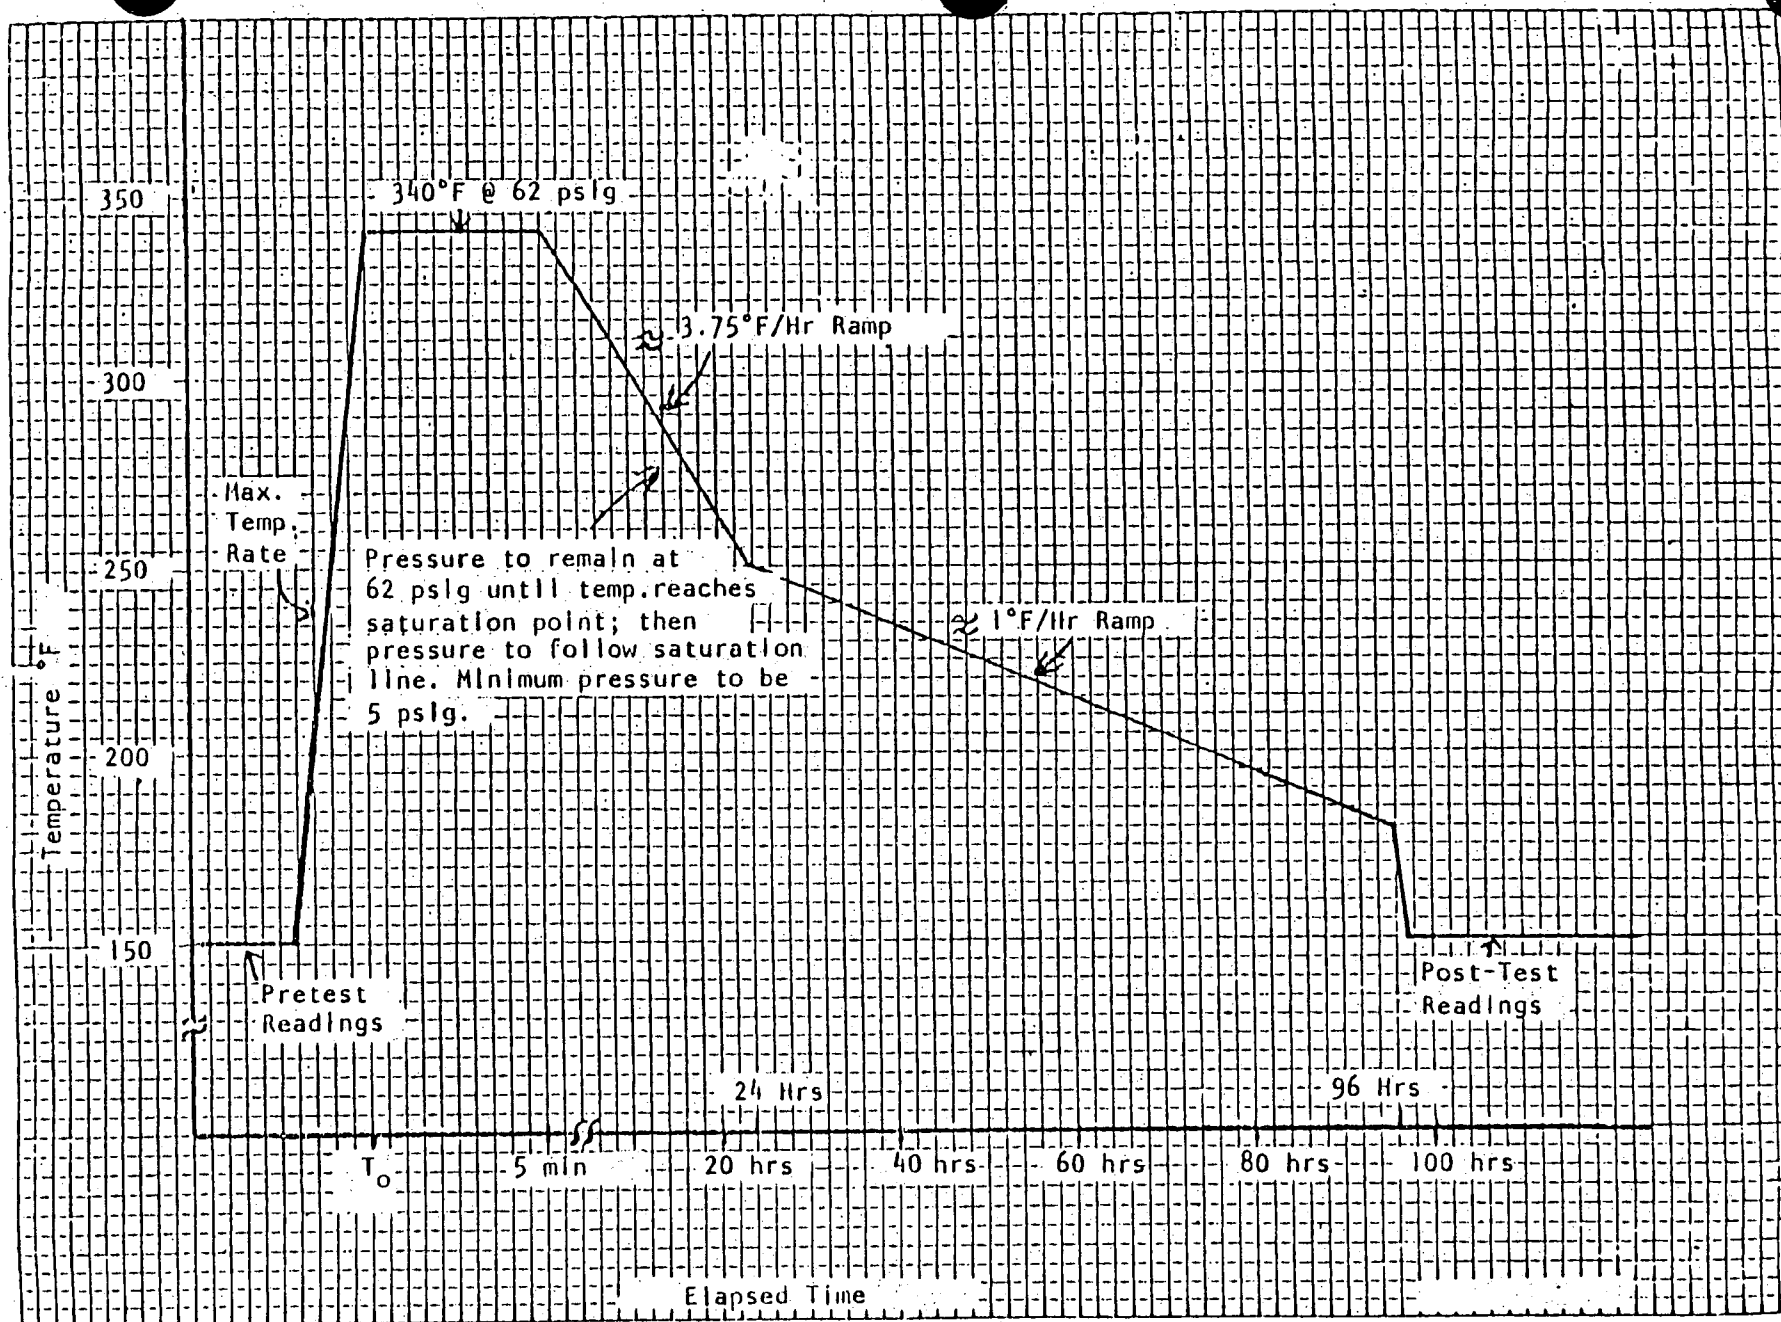 350
340°F @ 62 psig
≈ 3.75°F/Hr Ramp
300
Max.
Temp.
Rate
250
Pressure to remain at
62 psig until temp.reaches
saturation point; then
pressure to follow saturation
line. Minimum pressure to be
5 psig.
≈ 1°F/Hr Ramp
Temperature °F
200
150
Pretest
Readings
Post-Test
Readings
24 Hrs
96 Hrs
To
5 min
20 hrs
40 hrs
60 hrs
80 hrs
100 hrs
Elapsed Time